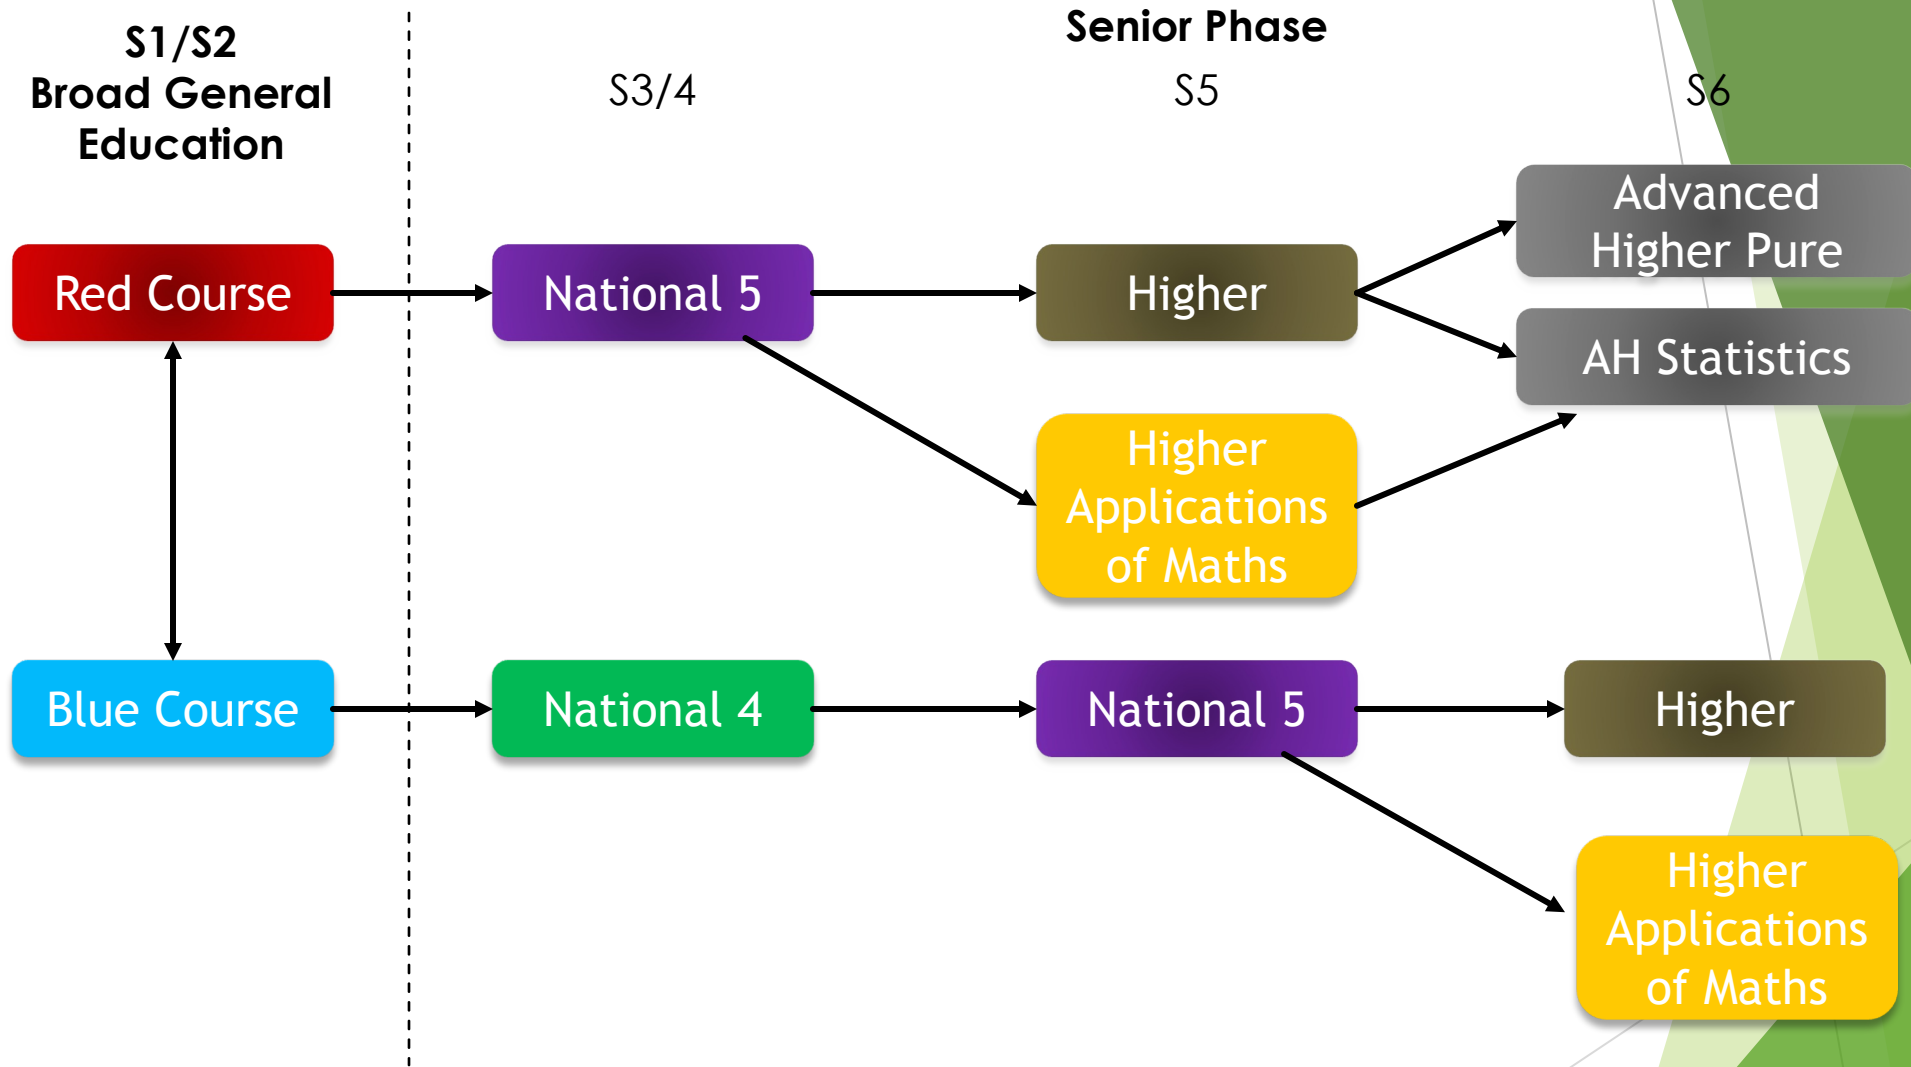 S1/S2
Broad General
Education
Senior Phase
S3/4
S5
S6
Red Course
National 5
Higher
Advanced
Higher Pure
AH Statistics
Higher
Applications
of Maths
Blue Course
National 4
National 5
Higher
Higher
Applications
of Maths